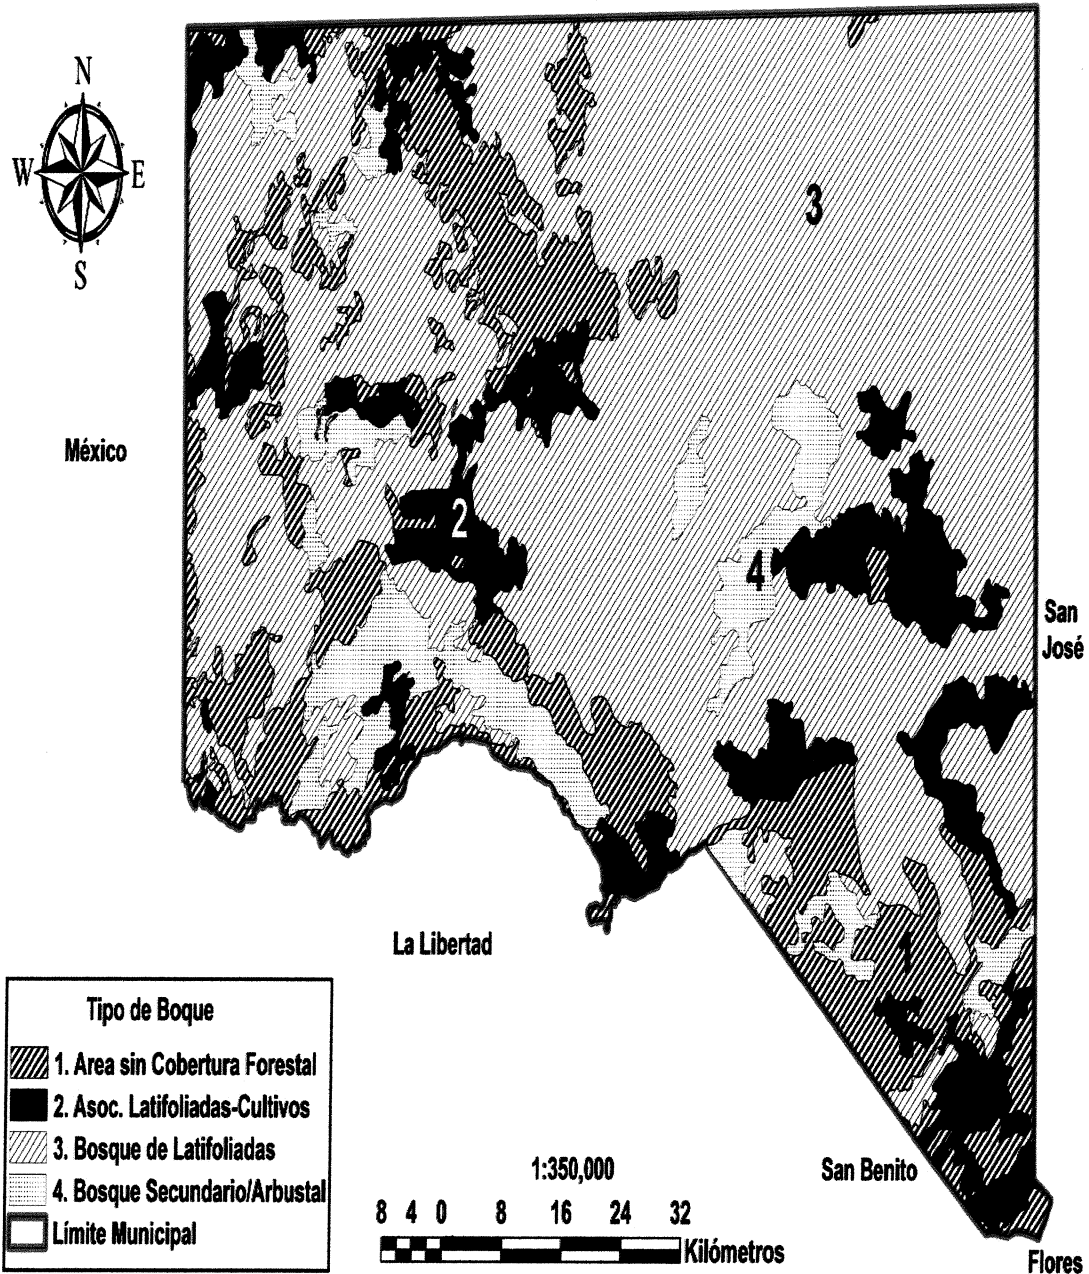 N
W E
S
3
México
2
4
San
José
1
La Libertad
Tipo de Boque
1. Area sin Cobertura Forestal
2. Asoc. Latifoliadas-Cultivos
3. Bosque de Latifoliadas
4. Bosque Secundario/Arbustal
Límite Municipal
1:350,000
8 4 0 8 16 24 32
Kilómetros
San Benito
Flores